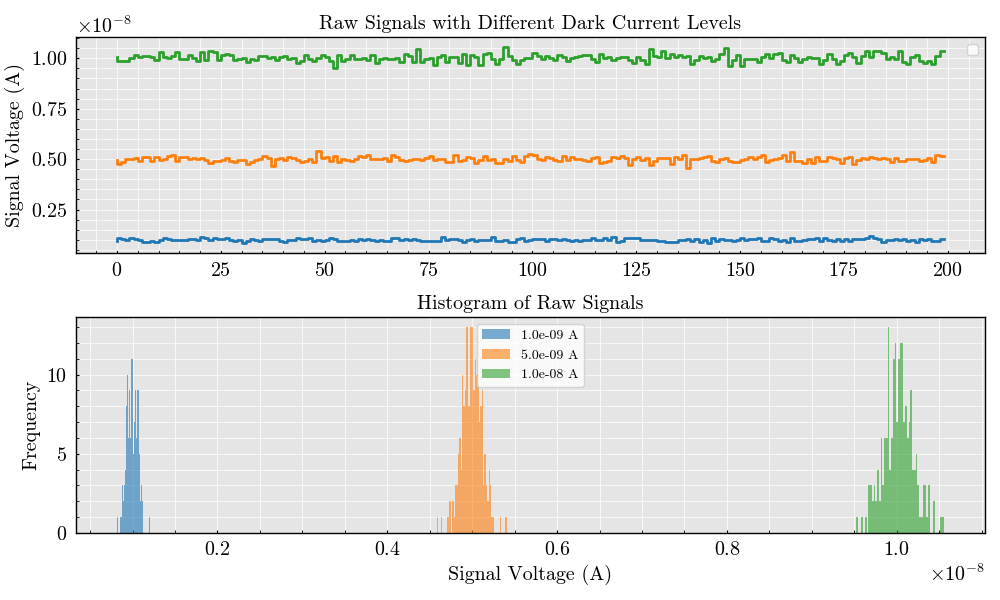 ×10⁻⁸
Raw Signals with Different Dark Current Levels
Signal Voltage (A)
1.00
0.75
0.50
0.25
0 25 50 75 100 125 150 175 200
Histogram of Raw Signals
1.0e-09 A
5.0e-09 A
1.0e-08 A
Frequency
10
5
0
0.2 0.4 0.6 0.8 1.0
Signal Voltage (A)
×10⁻⁸